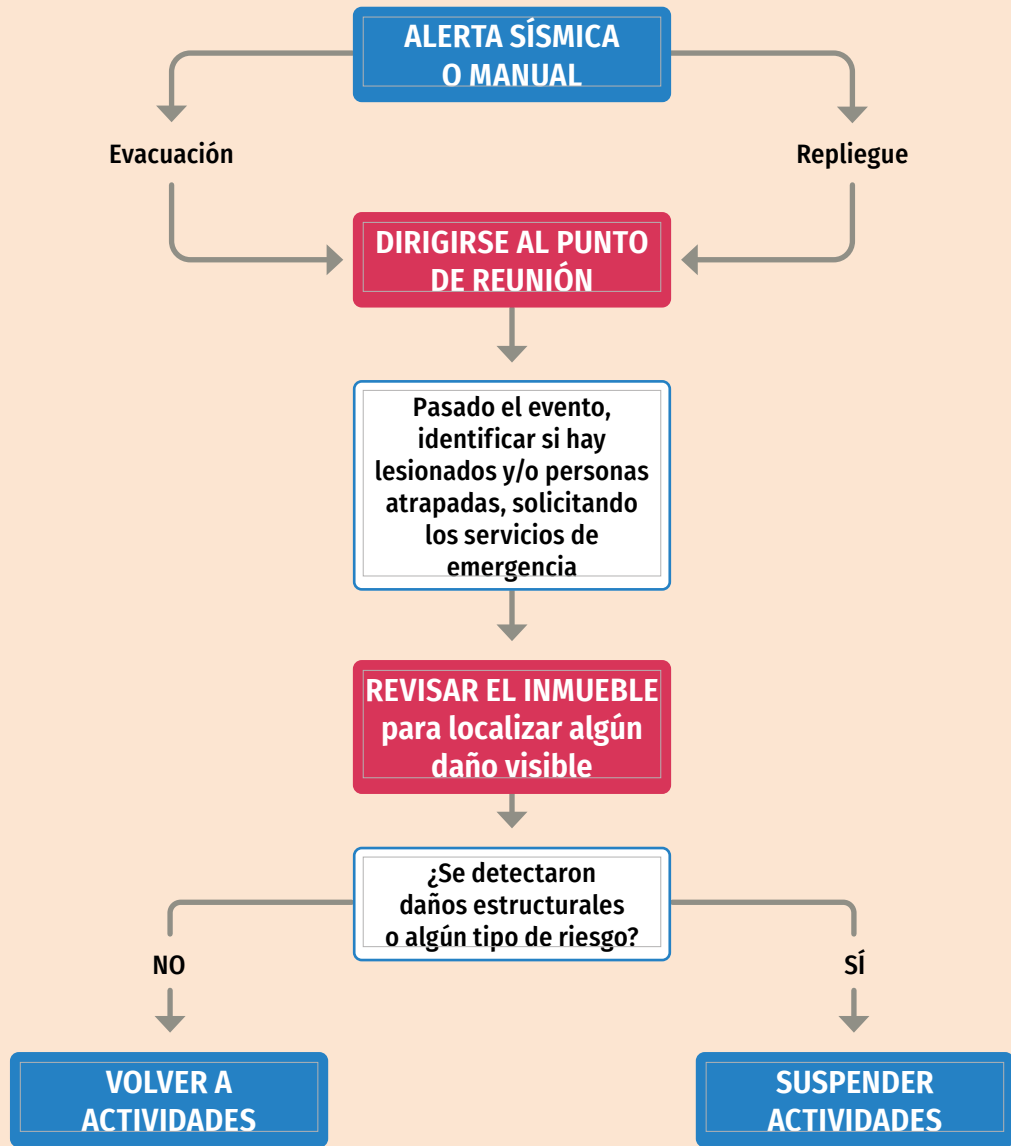 ALERTA SÍSMICA
O MANUAL
Evacuación
Repliegue
DIRIGIRSE AL PUNTO
DE REUNIÓN
Pasado el evento,
identificar si hay
lesionados y/o personas
atrapadas, solicitando
los servicios de
emergencia
REVISAR EL INMUEBLE
para localizar algún
daño visible
¿Se detectaron
daños estructurales
o algún tipo de riesgo?
NO
SÍ
VOLVER A
ACTIVIDADES
SUSPENDER
ACTIVIDADES